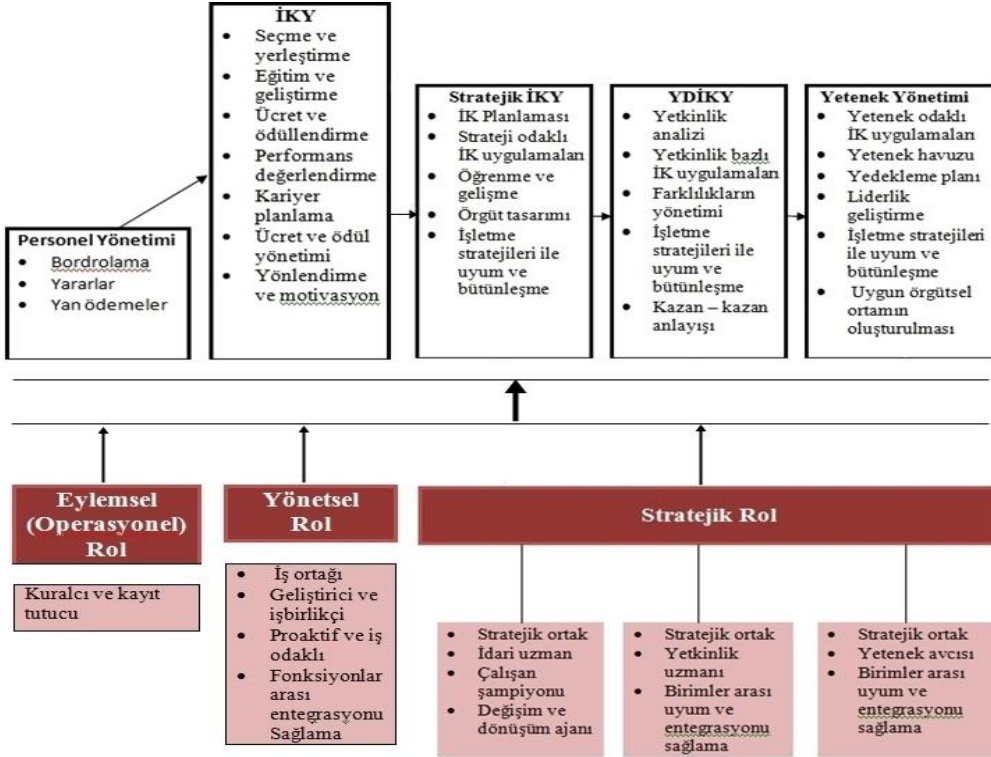 İKY
• Seçme ve
yerleştirme
• Eğitim ve
geliştirme
• Ücret ve
ödüllendirme
• Performans
değerlendirme
• Kariyer
planlama
• Ücret ve ödül
yönetimi
• Yönlendirme
ve motivasyon
Personel Yönetimi
• Bordrolama
• Yararlar
• Yan ödemeler
Stratejik İKY
• İK Planlaması
• Strateji odaklı
İK uygulamaları
• Öğrenme ve
gelişme
• Örgüt tasarımı
• İşletme
stratejileri ile
uyum ve
bütünleşme
YDİKY
• Yetkinlik
analizi
• Yetkinlik bazlı
İK uygulamaları
• Farklılıkların
yönetimi
• İşletme
stratejileri ile
uyum ve
bütünleşme
• Kazan – kazan
anlayışı
Yetenek Yönetimi
• Yetenek odaklı
İK uygulamaları
• Yetenek havuzu
• Yedekleme planı
• Liderlik
geliştirme
• İşletme stratejileri
ile uyum ve
bütünleşme
• Uygun örgütsel
ortamın
oluşturulması
Eylemsel
(Operasyonel)
Rol
Kuralcı ve kayıt
tutucu
Yönetsel
Rol
• İş ortağı
• Geliştirici ve
işbirlikçi
• Proaktif ve iş
odaklı
• Fonksiyonlar
arası
entegrasyonu
Sağlama
Stratejik Rol
• Stratejik ortak
• İdari uzman
• Çalışan
şampiyonu
• Değişim ve
dönüşüm ajanı
• Stratejik ortak
• Yetkinlik
uzmanı
• Birimler arası
uyum ve
entegrasyonu
sağlama
• Stratejik ortak
• Yetenek avcısı
• Birimler arası
uyum ve
entegrasyonu
sağlama